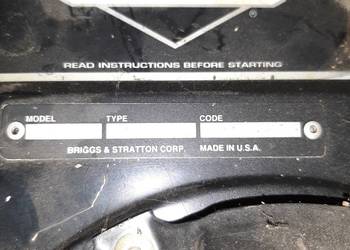 ®
READ INSTRUCTIONS BEFORE STARTING
MODEL TYPE CODE
BRIGGS & STRATTON CORP. MADE IN U.S.A.